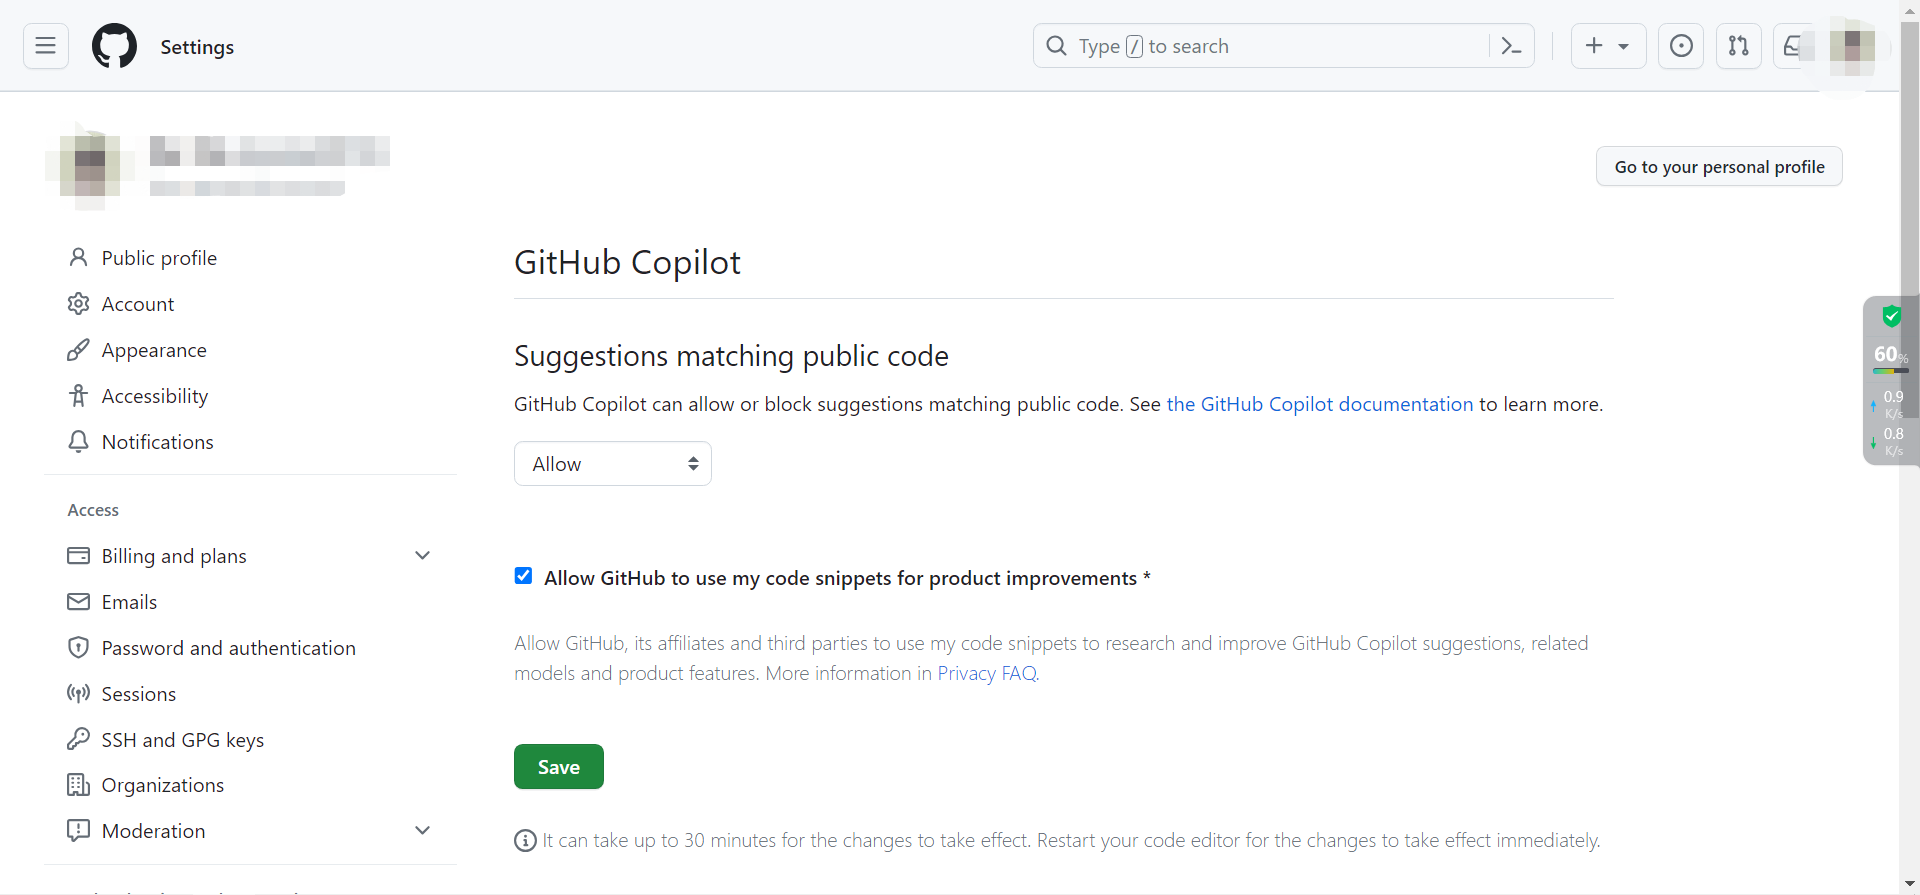 Settings
Type / to search
Go to your personal profile
Public profile
Account
Appearance
Accessibility
Notifications
Access
Billing and plans
Emails
Password and authentication
Sessions
SSH and GPG keys
Organizations
Moderation
GitHub Copilot
Suggestions matching public code
GitHub Copilot can allow or block suggestions matching public code. See the GitHub Copilot documentation to learn more.
Allow
Allow GitHub to use my code snippets for product improvements *
Allow GitHub, its affiliates and third parties to use my code snippets to research and improve GitHub Copilot suggestions, related
models and product features. More information in Privacy FAQ.
Save
It can take up to 30 minutes for the changes to take effect. Restart your code editor for the changes to take effect immediately.
60%
0.9
K/s
0.8
K/s